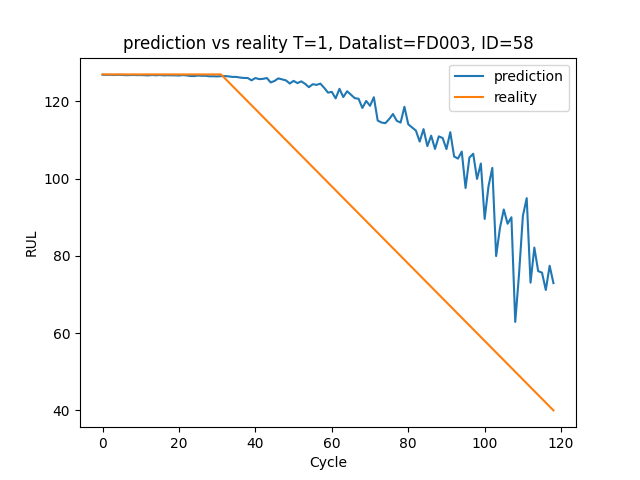 prediction vs reality T=1, Datalist=FD003, ID=58
prediction
reality
120
100
80
60
40
RUL
0 20 40 60 80 100 120
Cycle